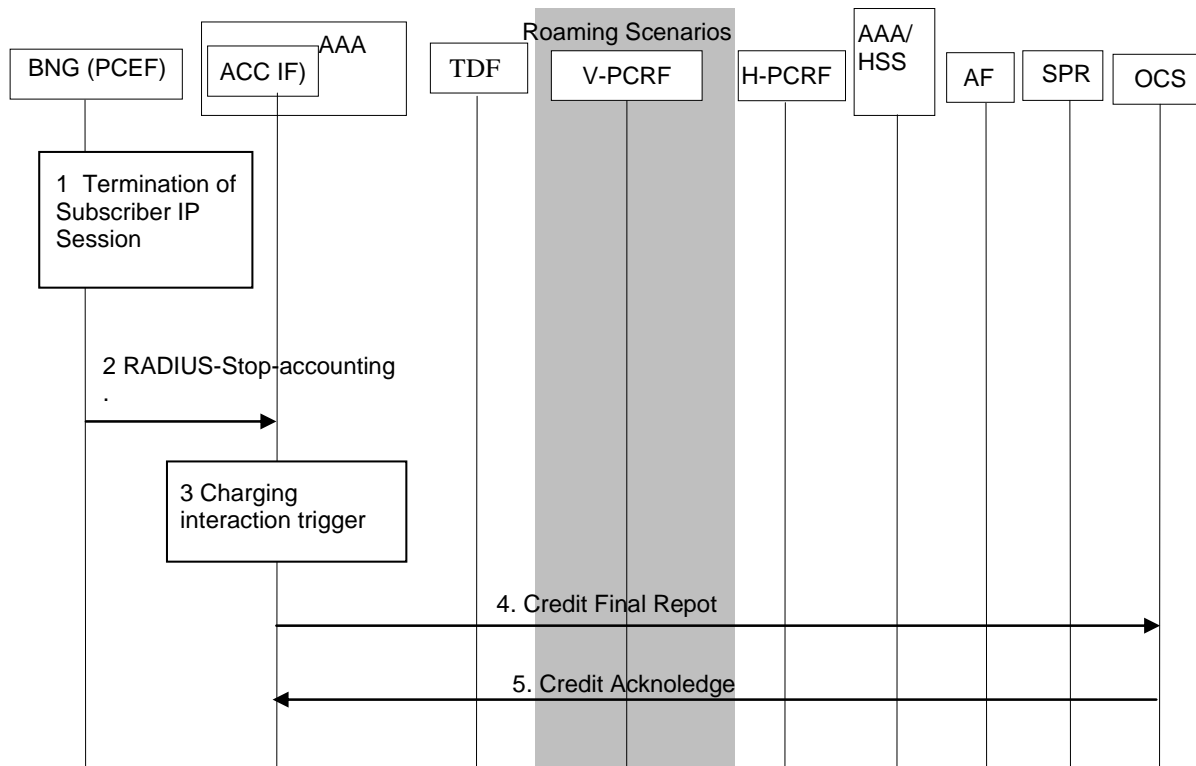 Roaming Scenarios
BNG (PCEF)
AAA
ACC IF)
TDF
V-PCRF
H-PCRF
AAA/
HSS
AF
SPR
OCS
1 Termination of
Subscriber IP
Session
2 RADIUS-Stop-accounting
.
3 Charging
interaction trigger
4. Credit Final Repot
5. Credit Acknoledge